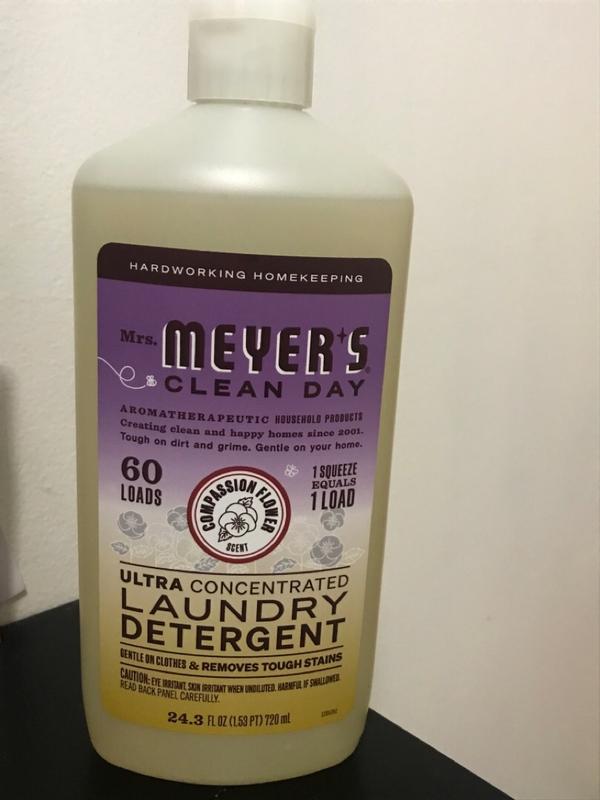 HARDWORKING HOMEKEEPING
Mrs. MEYER'S
CLEAN DAY
AROMATHERAPEUTIC HOUSEHOLD PRODUCTS
Creating clean and happy homes since 2001.
Tough on dirt and grime. Gentle on your home.
60
LOADS
COMPASSION FLOWER
SCENT
1 SQUEEZE
EQUALS
1 LOAD
ULTRA CONCENTRATED
LAUNDRY
DETERGENT
GENTLE ON CLOTHES & REMOVES TOUGH STAINS
CAUTION: EYE IRRITANT, SKIN IRRITANT WHEN UNDILUTED. HARMFUL IF SWALLOWED.
READ BACK PANEL CAREFULLY.
24.3 FL OZ (1.53 PT) 720 mL